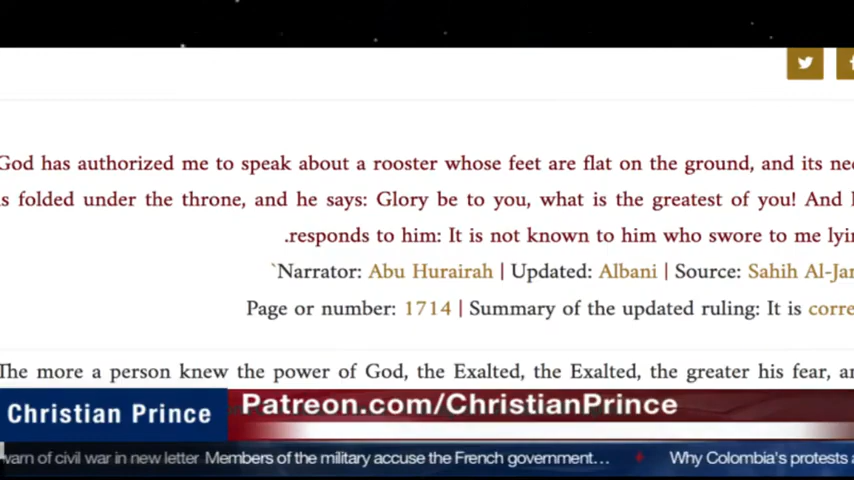 God has authorized me to speak about a rooster whose feet are flat on the ground, and its
folded under the throne, and he says: Glory be to you, what is the greatest of you! And
.responds to him: It is not known to him who swore to me
`Narrator: Abu Hurairah | Updated: Albani | Source: Sahih
Page or number: 1714 | Summary of the updated ruling: It is
The more a person knew the power of God, the Exalted, the Exalted, the greater his fear,
Christian Prince
Patreon.com/ChristianPrince
warn of civil war in new letter Members of the military accuse the French government... Why Colombia's protests